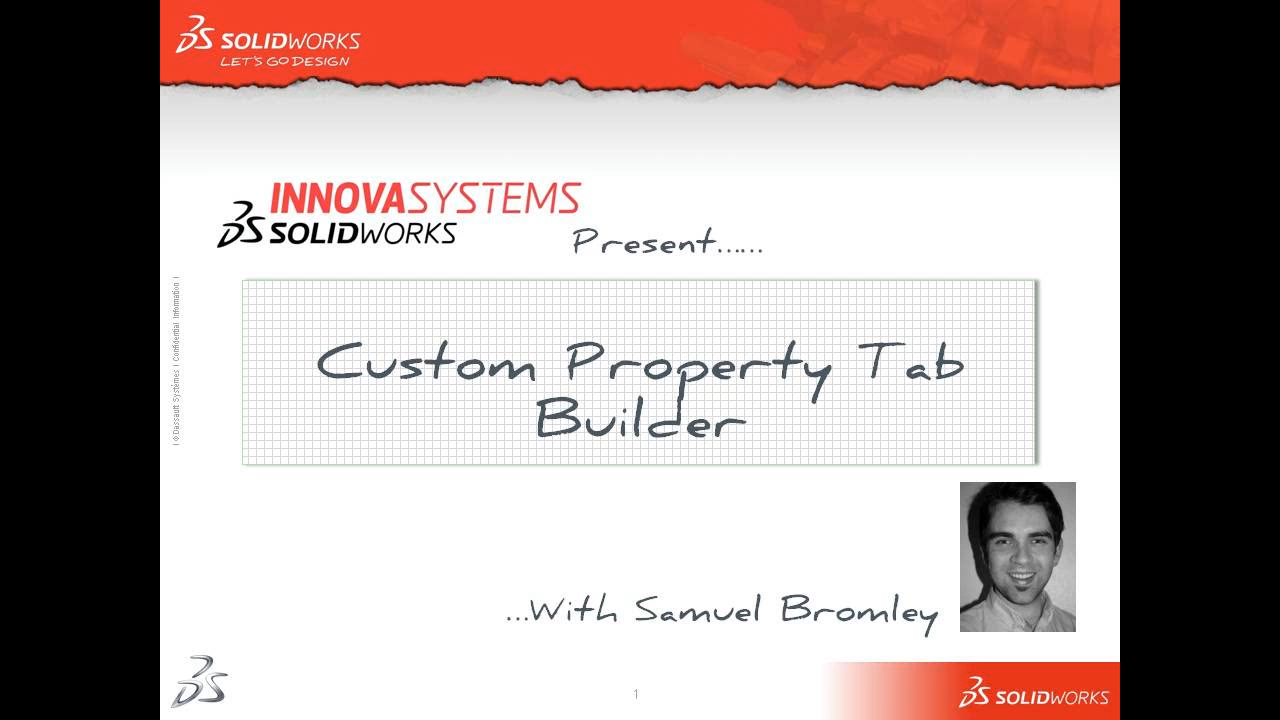 SOLIDWORKS
LET'S GO DESIGN
INNOVASYSTEMS
SOLIDWORKS
Present......
| © Dassault Systèmes | Confidential Information |
Custom Property Tab
Builder
...With Samuel Bromley
1
SOLIDWORKS